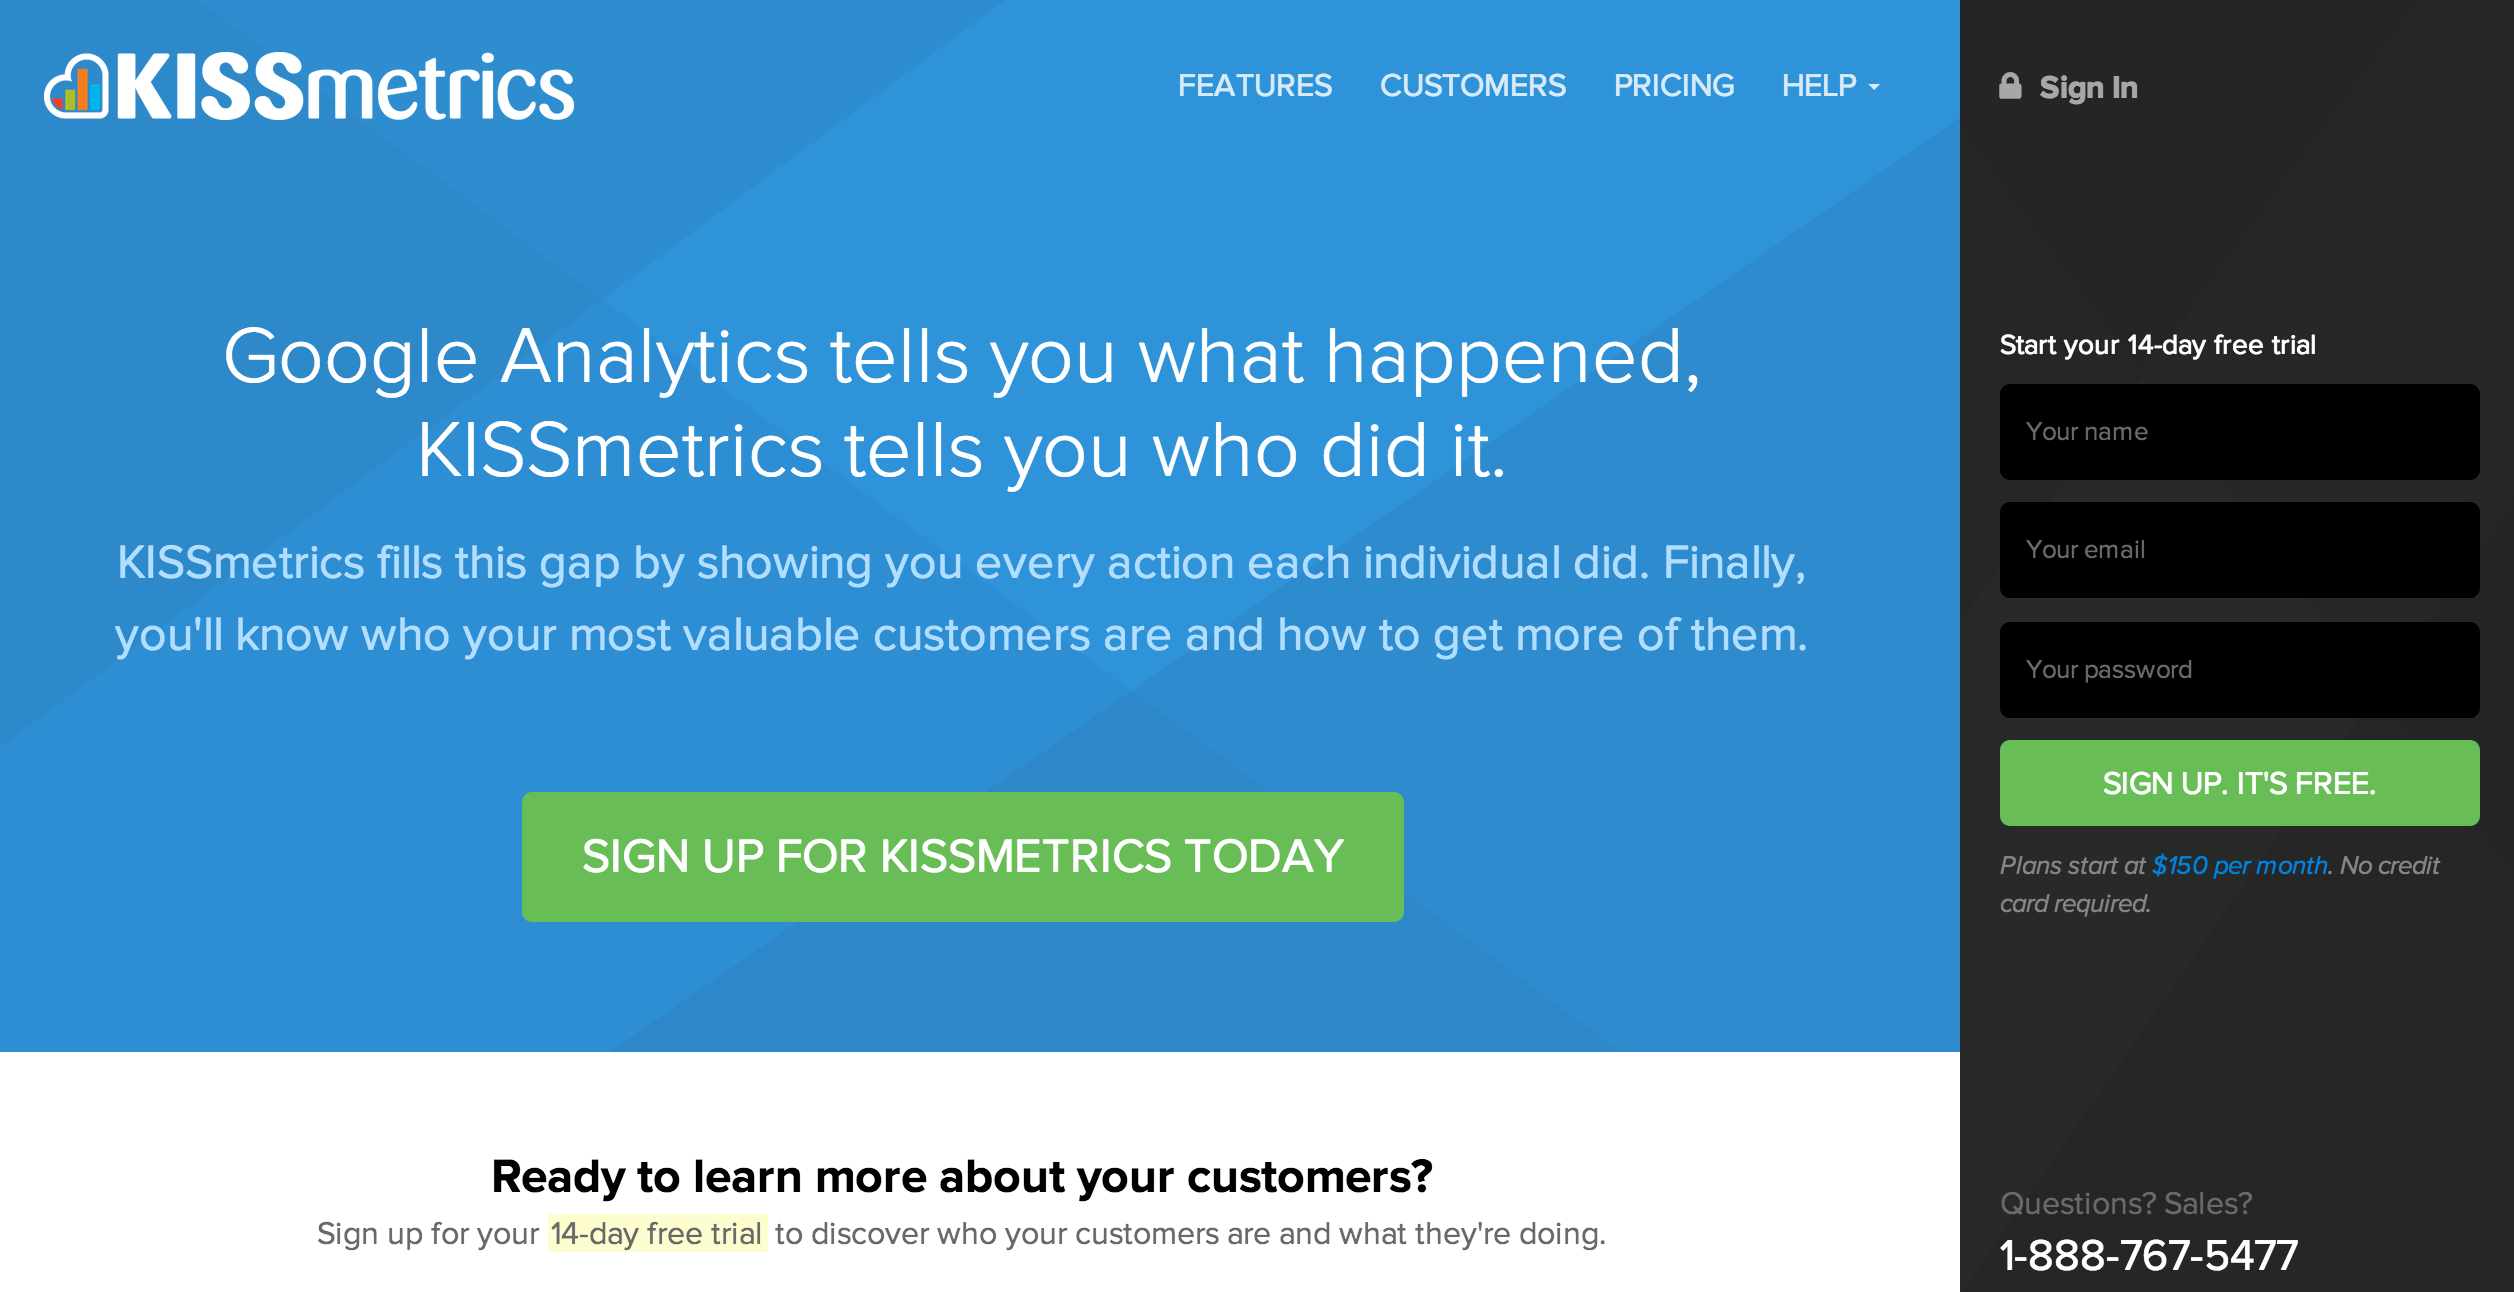 KISSmetrics
FEATURES CUSTOMERS PRICING HELP
Google Analytics tells you what happened,
KISSmetrics tells you who did it.
KISSmetrics fills this gap by showing you every action each individual did. Finally,
you'll know who your most valuable customers are and how to get more of them.
SIGN UP FOR KISSMETRICS TODAY
Ready to learn more about your customers?
Sign up for your 14-day free trial to discover who your customers are and what they're doing.
Sign In
Start your 14-day free trial
Your name
Your email
Your password
SIGN UP. IT'S FREE.
Plans start at $150 per month. No credit
card required.
Questions? Sales?
1-888-767-5477